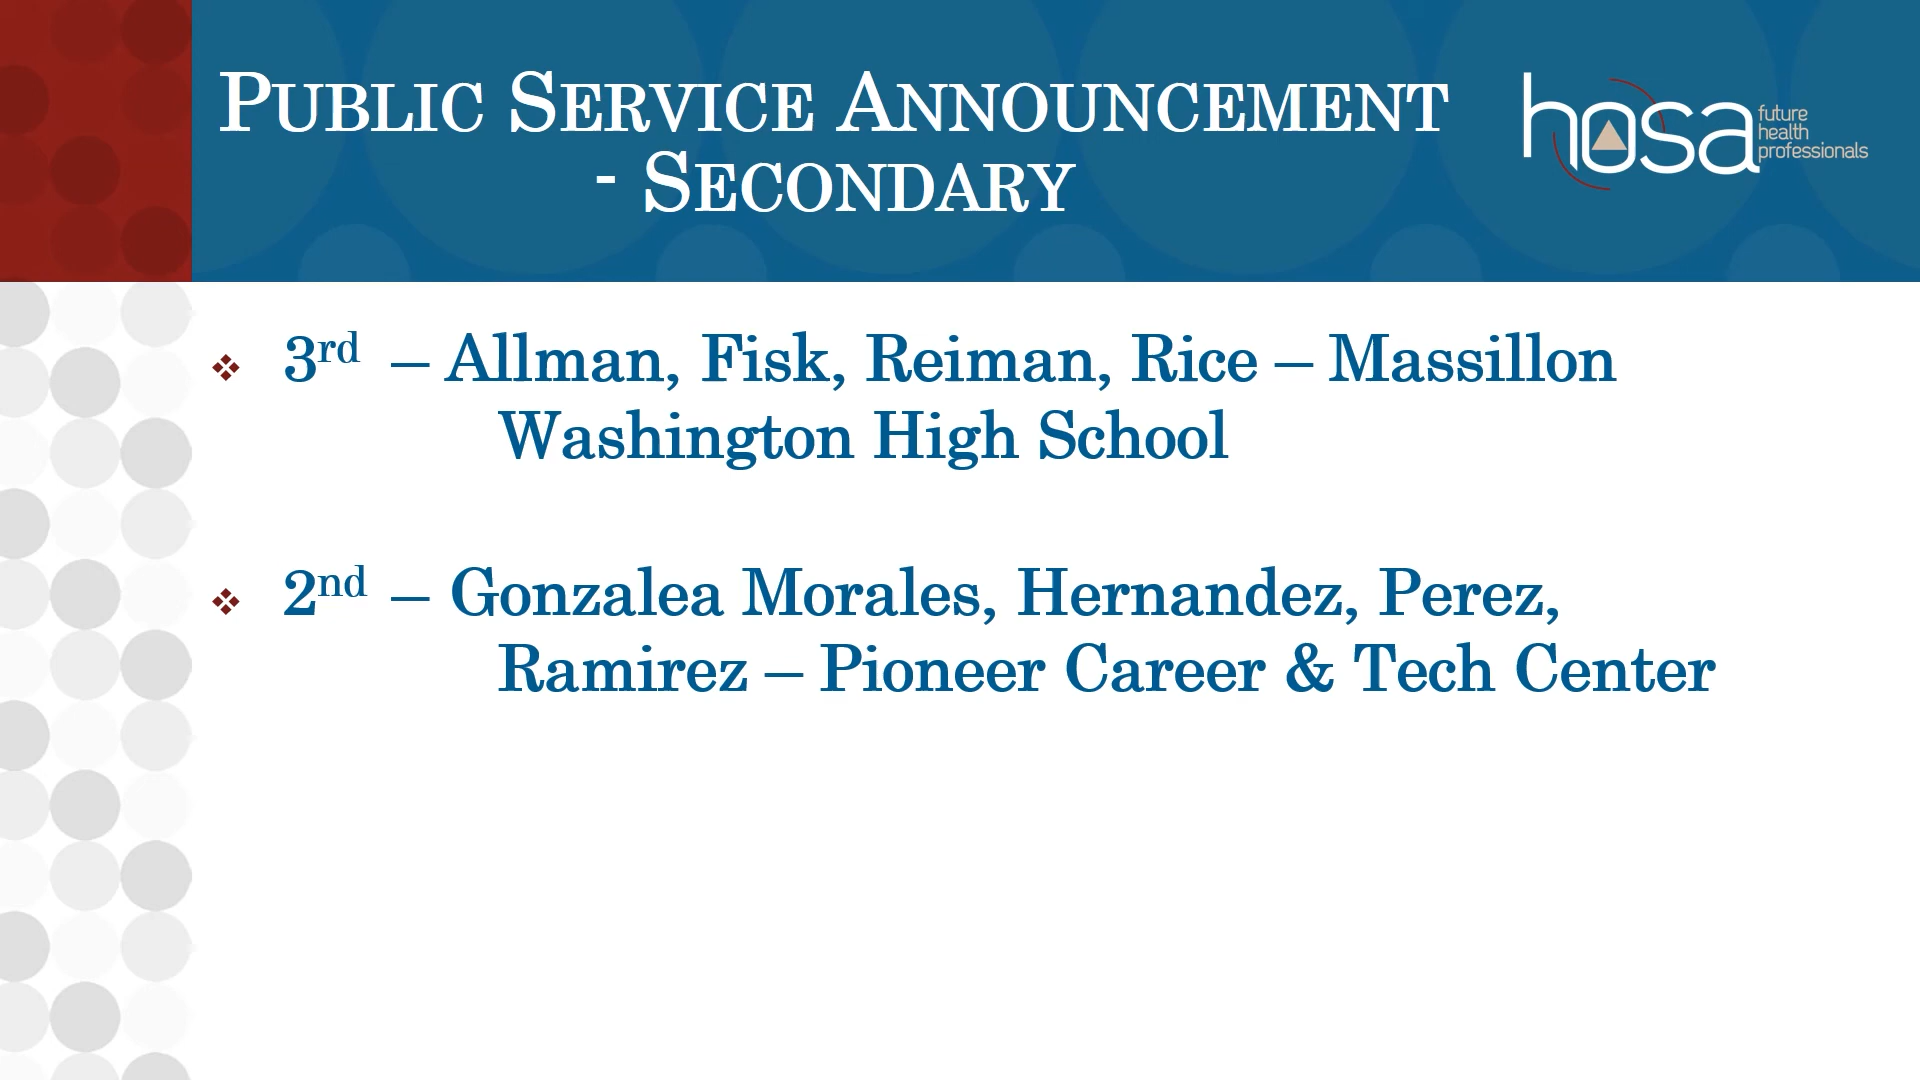 PUBLIC SERVICE ANNOUNCEMENT
- SECONDARY
hosa
future
health
professionals
❖ 3rd – Allman, Fisk, Reiman, Rice – Massillon
Washington High School
❖ 2nd – Gonzalea Morales, Hernandez, Perez,
Ramirez – Pioneer Career & Tech Center